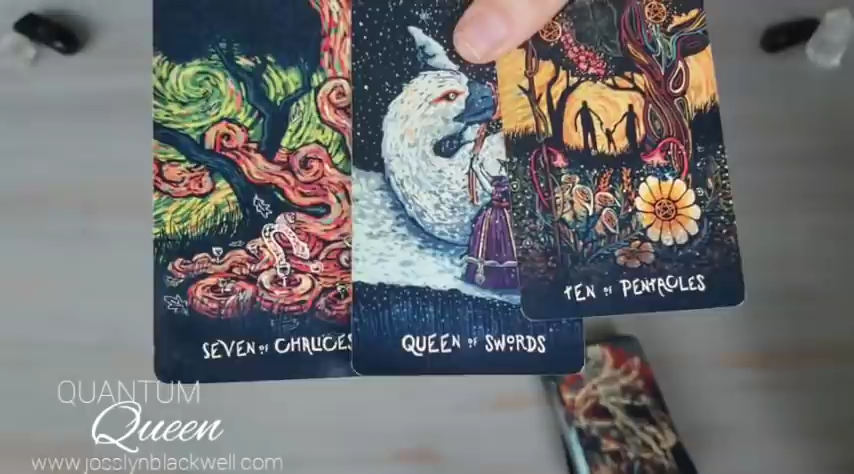 SEVEN OF CHALICES
QUEEN OF SWORDS
TEN OF PENTACLES
QUANTUM
Queen
www.josslynblackwell.com